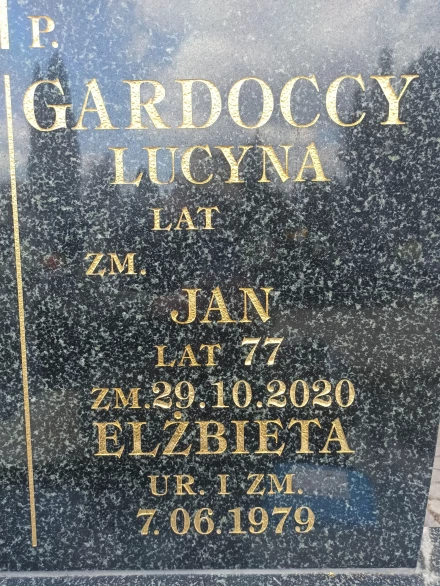 P.
GARDOCCY
LUCYNA
LAT
ZM.
JAN
LAT 77
ZM.29.10.2020
ELŻBIETA
UR. I ZM.
7.06.1979